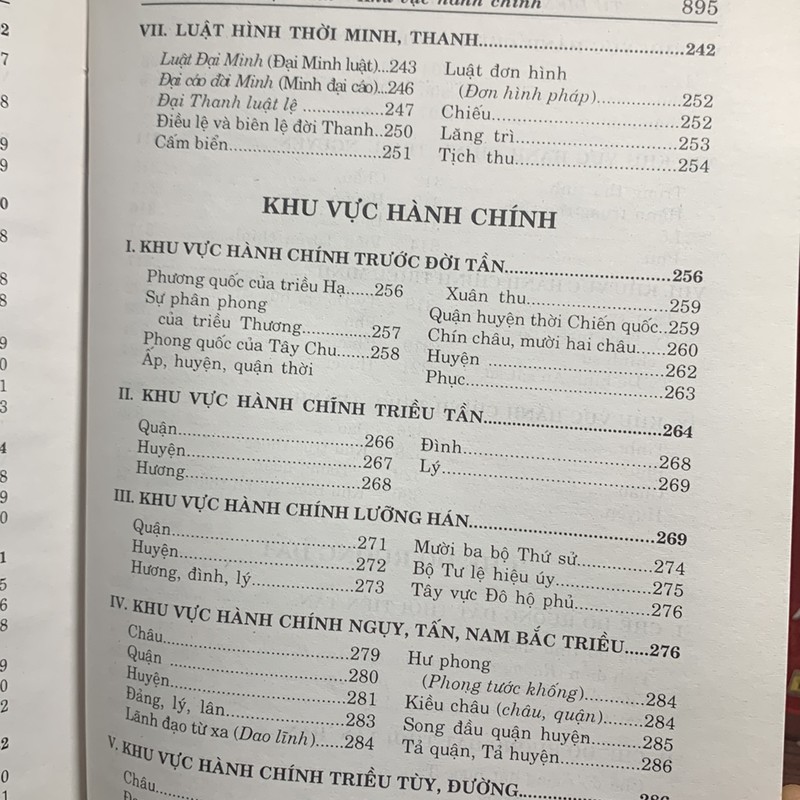 Khu vực hành chính
895
VII. LUẬT HÌNH THỜI MINH, THANH.....242
Luật Đại Minh (Đại Minh luật)...243
Đại cáo đời Minh (Minh đại cáo)...246
Đại Thanh luật lệ ..........247
Điều lệ và biên lệ đời Thanh..250
Cấm biển..........251
Luật đơn hình
(Đơn hình pháp)..........252
Chiếu..........252
Lăng trì..........253
Tịch thu..........254
KHU VỰC HÀNH CHÍNH
I. KHU VỰC HÀNH CHÍNH TRƯỚC ĐỜI TẦN..........256
Phương quốc của triều Hạ......256
Sự phân phong
của triều Thương..........257
Phong quốc của Tây Chu.......258
Ấp, huyện, quận thời
Xuân thu..........259
Quận huyện thời Chiến quốc..259
Chín châu, mười hai châu......260
Huyện ..........262
Phục..........263
II. KHU VỰC HÀNH CHÍNH TRIỀU TẦN..........264
Quận..........266
Huyện..........267
Hương..........268
Đình..........268
Lý..........269
III. KHU VỰC HÀNH CHÍNH LƯỠNG HÁN..........269
Quận..........271
Huyện..........272
Hương, đình, lý..........273
Mười ba bộ Thứ sử..........274
Bộ Tư lệ hiệu úy..........275
Tây vực Đô hộ phủ..........276
IV. KHU VỰC HÀNH CHÍNH NGỤY, TẤN, NAM BẮC TRIỀU.....276
Châu..........279
Quận ..........280
Huyện..........281
Đảng, lý, lân..........283
Lãnh đạo từ xa (Dao lĩnh)......284
Hư phong
(Phong tước khống)..........284
Kiều châu (châu, quận)..........284
Song đầu quận huyện..........285
Tả quận, Tả huyện..........286
V. KHU VỰC HÀNH CHÍNH TRIỀU TÙY, ĐƯỜNG..........
Châu..........